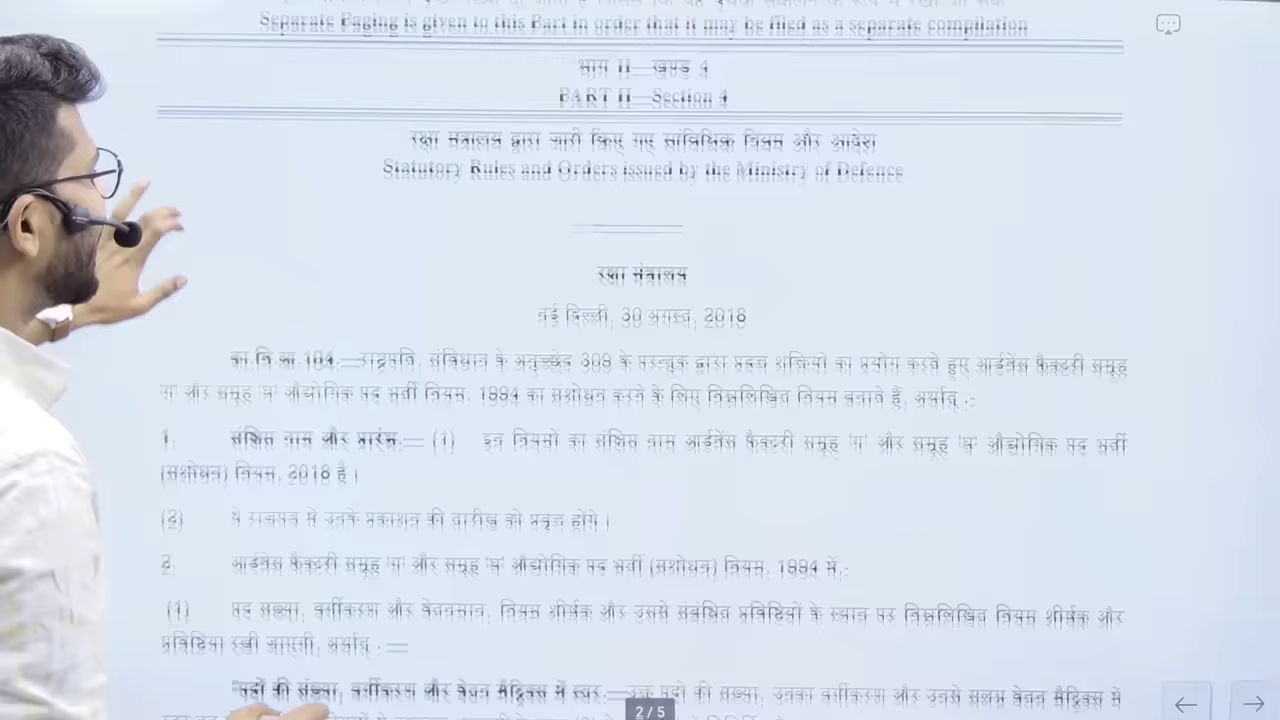 Separate Paging is given to this Part in order that it may be filed as a separate compilation
भाग II—खण्ड 4
PART II—Section 4
रक्षा मंत्रालय द्वारा जारी किए गए सांविधिक नियम और आदेश
Statutory Rules and Orders issued by the Ministry of Defence
रक्षा मंत्रालय
नई दिल्ली, 30 अगस्त, 2018
का.नि.आ 104.—राष्ट्रपति, संविधान के अनुच्छेद 309 के परन्तुक द्वारा प्रदत्त शक्तियों का प्रयोग करते हुए आर्डनेंस फैक्टरी समूह
'ग' और समूह 'घ' औद्योगिक पद भर्ती नियम, 1994 का संशोधन करने के लिए निम्नलिखित नियम बनाते हैं, अर्थात् :-
1. संक्षिप्त नाम और प्रारंभ.— (1) इन नियमों का संक्षिप्त नाम आर्डनेंस फैक्टरी समूह 'ग' और समूह 'घ' औद्योगिक पद भर्ती
(संशोधन) नियम, 2018 है।
(2) ये राजपत्र में उनके प्रकाशन की तारीख को प्रवृत्त होंगे।
2. आर्डनेंस फैक्टरी समूह 'ग' और समूह 'घ' औद्योगिक पद भर्ती (संशोधन) नियम, 1994 में,-
(1) पद संख्या, वर्गीकरण और वेतनमान, नियम शीर्षक और उससे संबंधित प्रविष्टियों के स्थान पर निम्नलिखित नियम शीर्षक और
प्रविष्टियां रखी जाएगी, अर्थात् :—
"पदों की संख्या, वर्गीकरण और वेतन मैट्रिक्स में स्तर.—उक्त पदों की संख्या, उनका वर्गीकरण और उनसे संलग्न वेतन मैट्रिक्स में
2 / 5